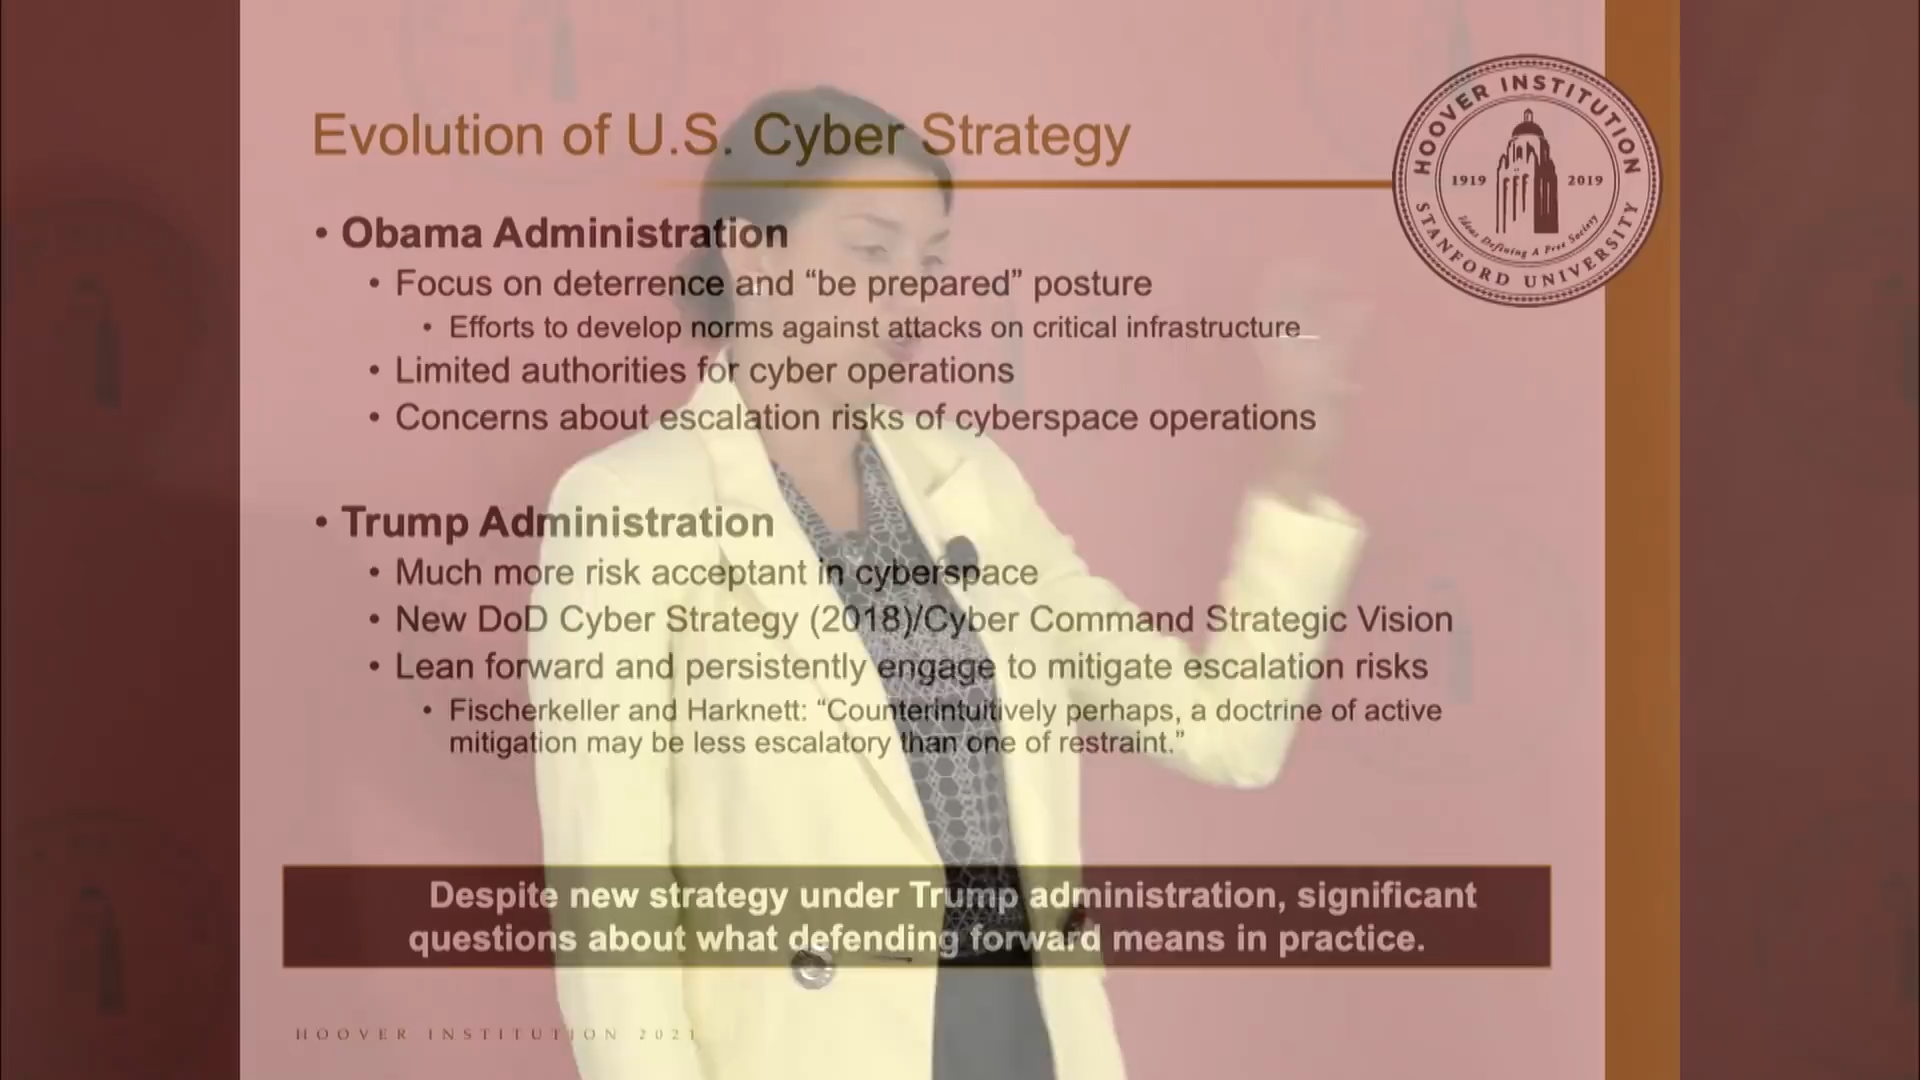 Evolution of U.S. Cyber Strategy
HOOVER INSTITUTION
1919 2019
Ideas Defining A Free Society
STANFORD UNIVERSITY
• Obama Administration
• Focus on deterrence and “be prepared” posture
• Efforts to develop norms against attacks on critical infrastructure
• Limited authorities for cyber operations
• Concerns about escalation risks of cyberspace operations
• Trump Administration
• Much more risk acceptant in cyberspace
• New DoD Cyber Strategy (2018)/Cyber Command Strategic Vision
• Lean forward and persistently engage to mitigate escalation risks
• Fischerkeller and Harknett: “Counterintuitively perhaps, a doctrine of active
mitigation may be less escalatory than one of restraint.”
Despite new strategy under Trump administration, significant
questions about what defending forward means in practice.
HOOVER INSTITUTION 2021